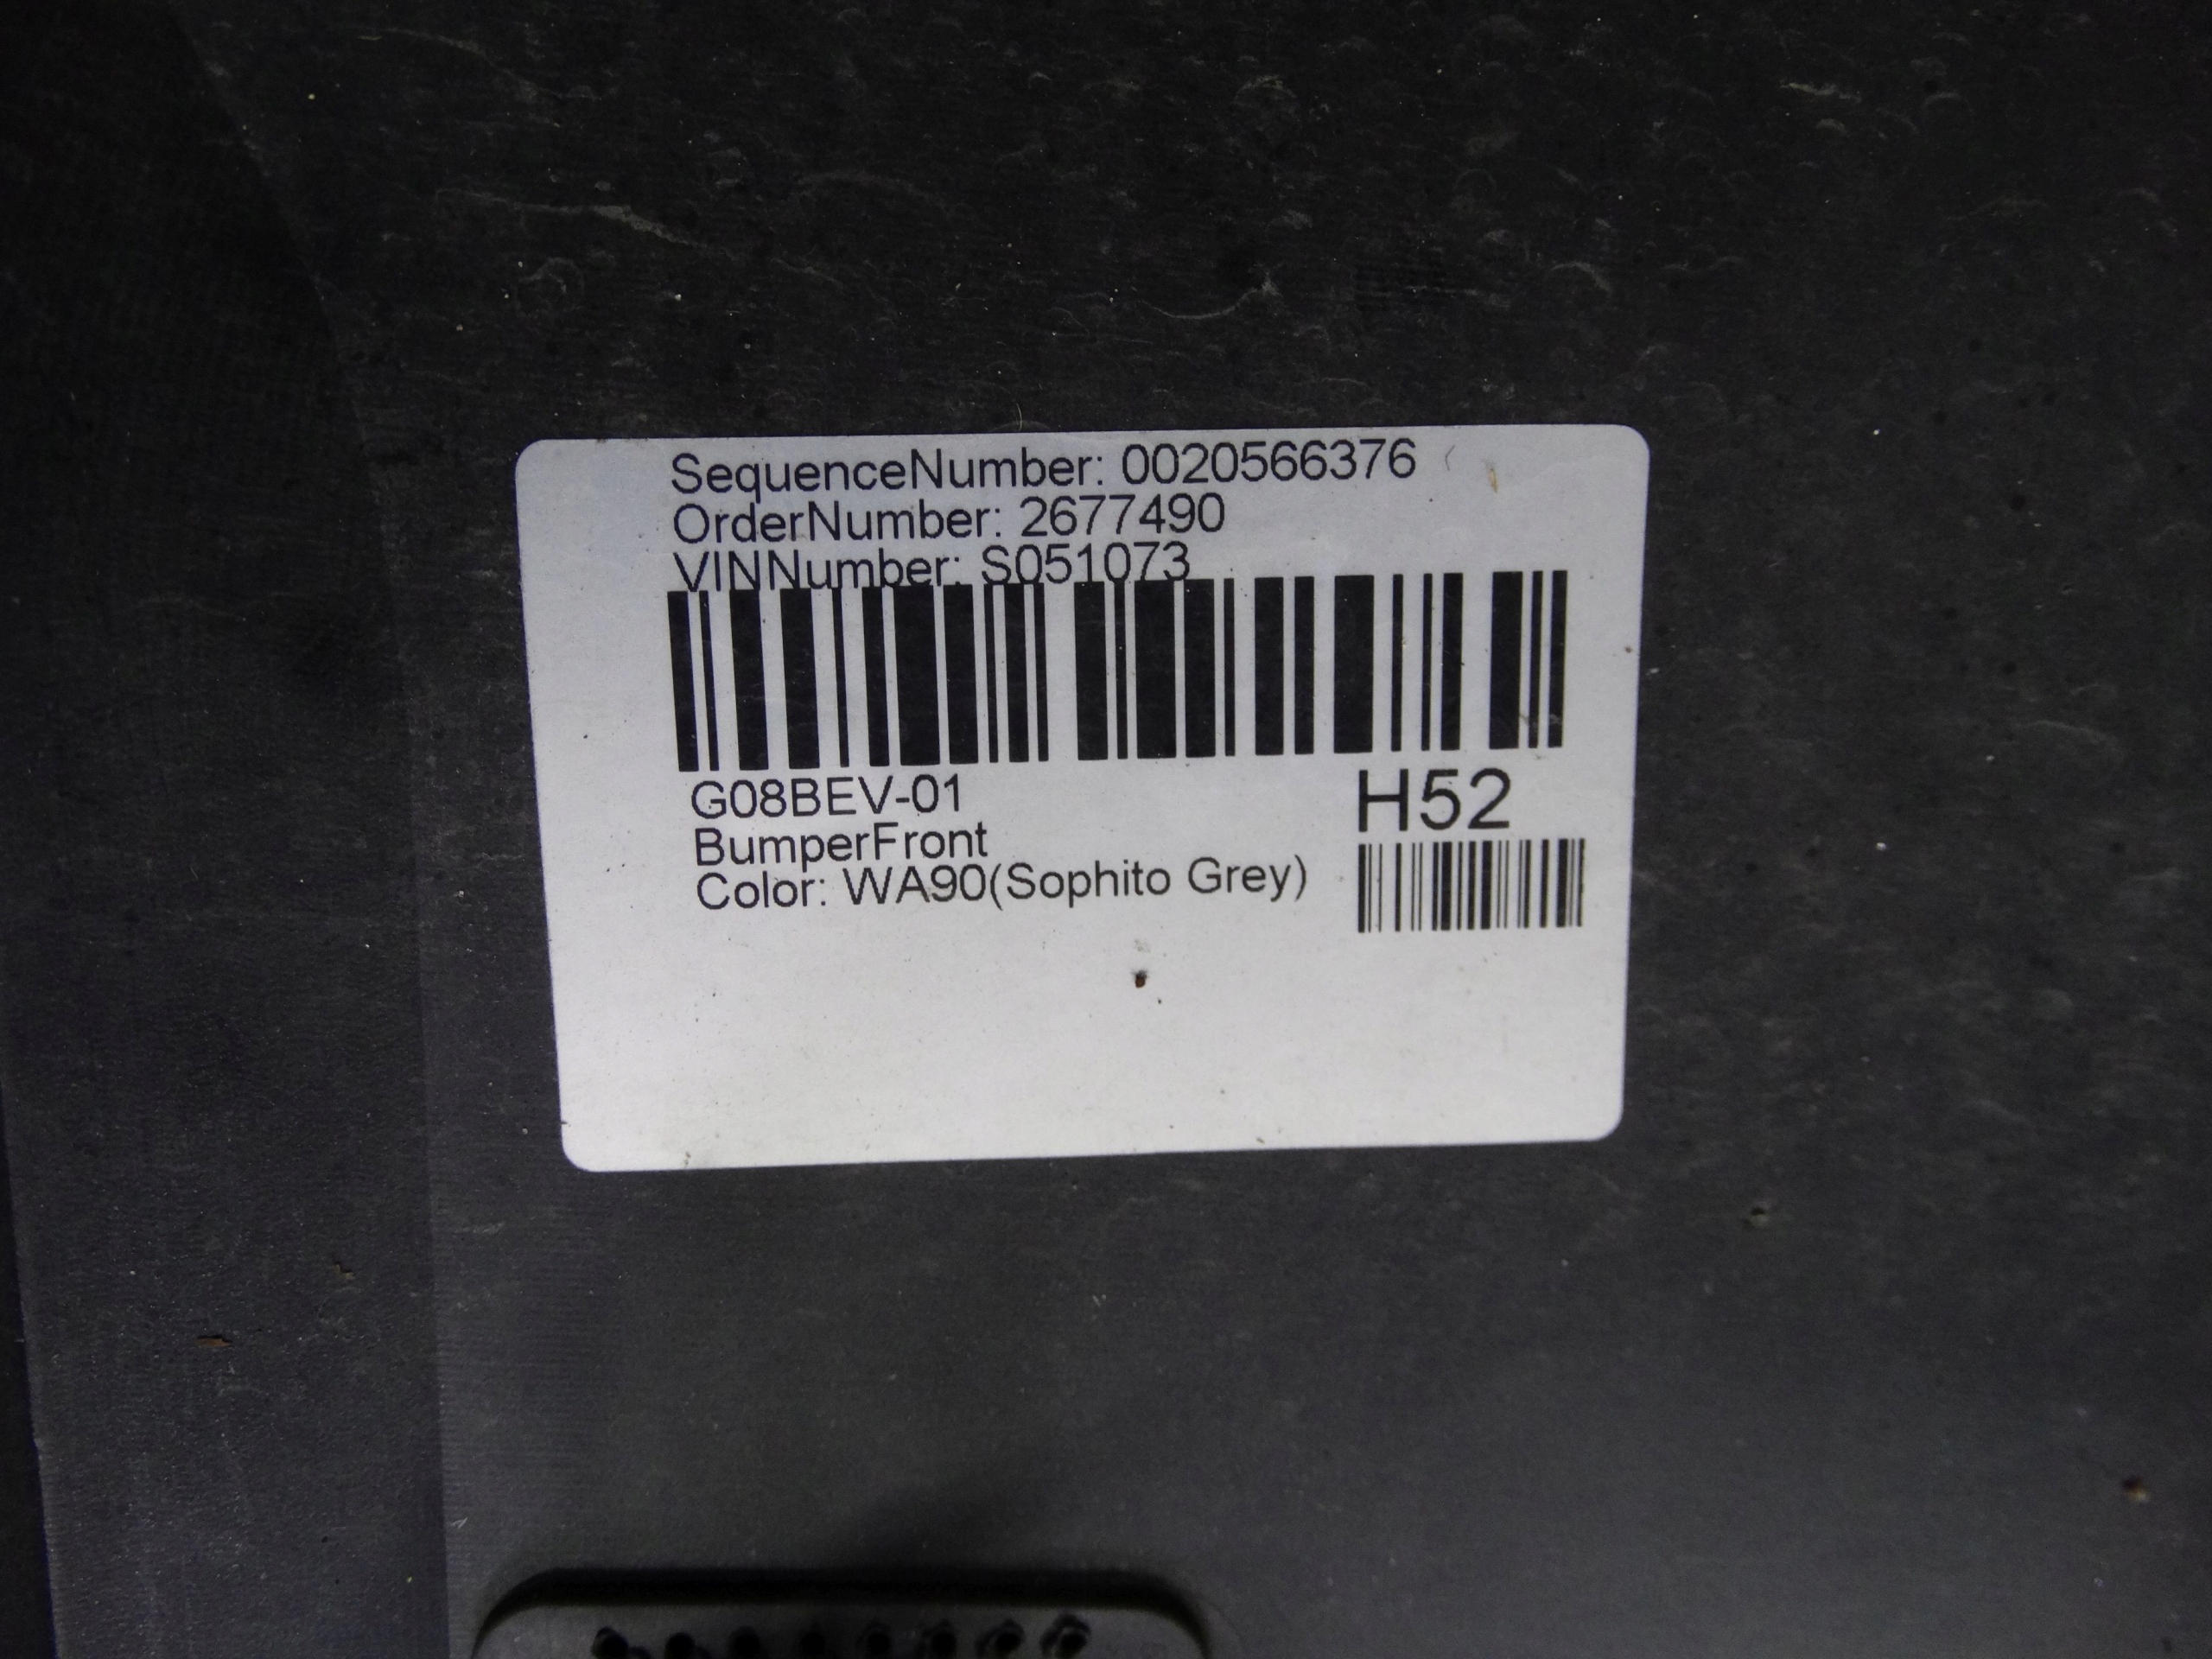 SequenceNumber: 0020566376
OrderNumber: 2677490
VINNumber: S051073
G08BEV-01
H52
BumperFront
Color: WA90(Sophito Grey)